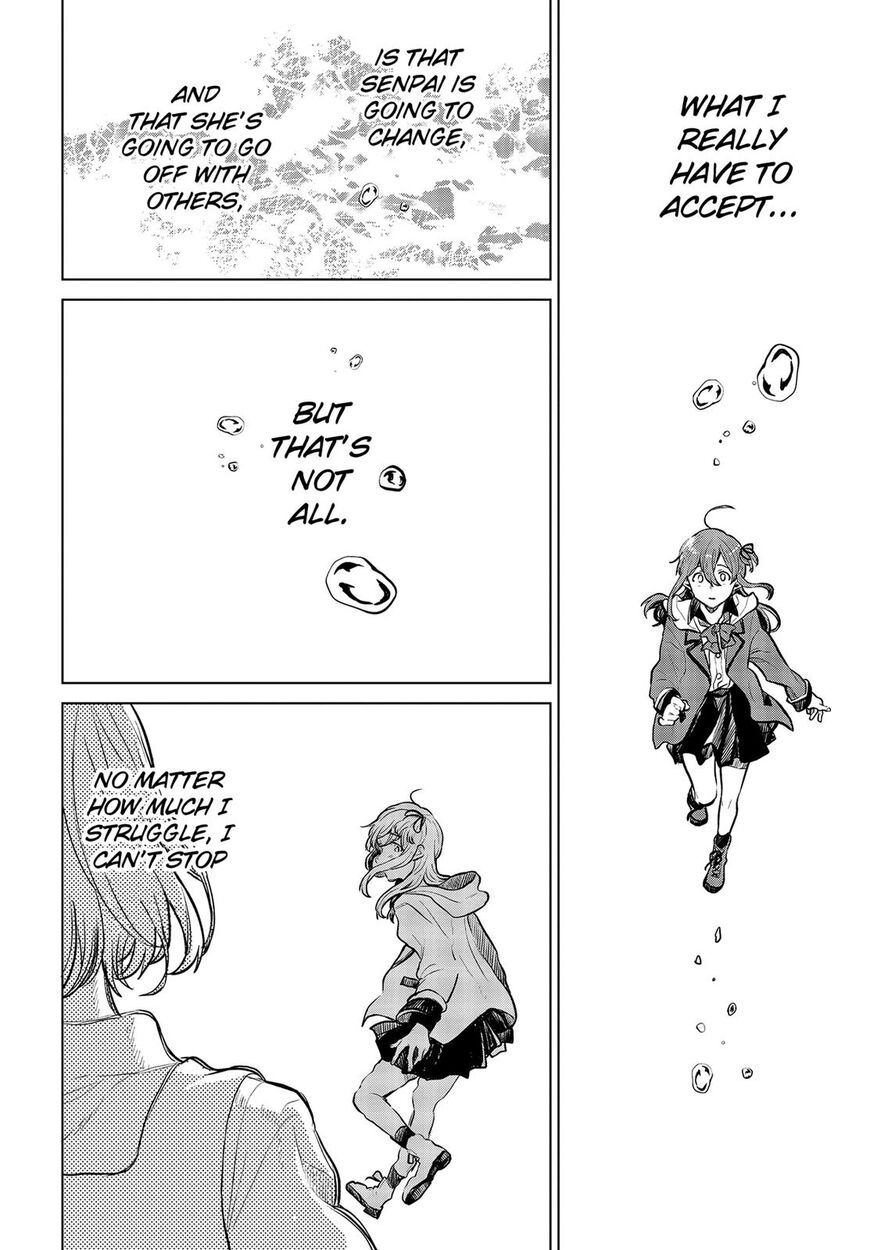 WHAT I
REALLY
HAVE TO
ACCEPT...
IS THAT
SENPAI IS
GOING TO
CHANGE,
AND
THAT SHE'S
GOING TO GO
OFF WITH
OTHERS,
BUT
THAT'S
NOT
ALL.
NO MATTER
HOW MUCH I
STRUGGLE, I
CAN'T STOP